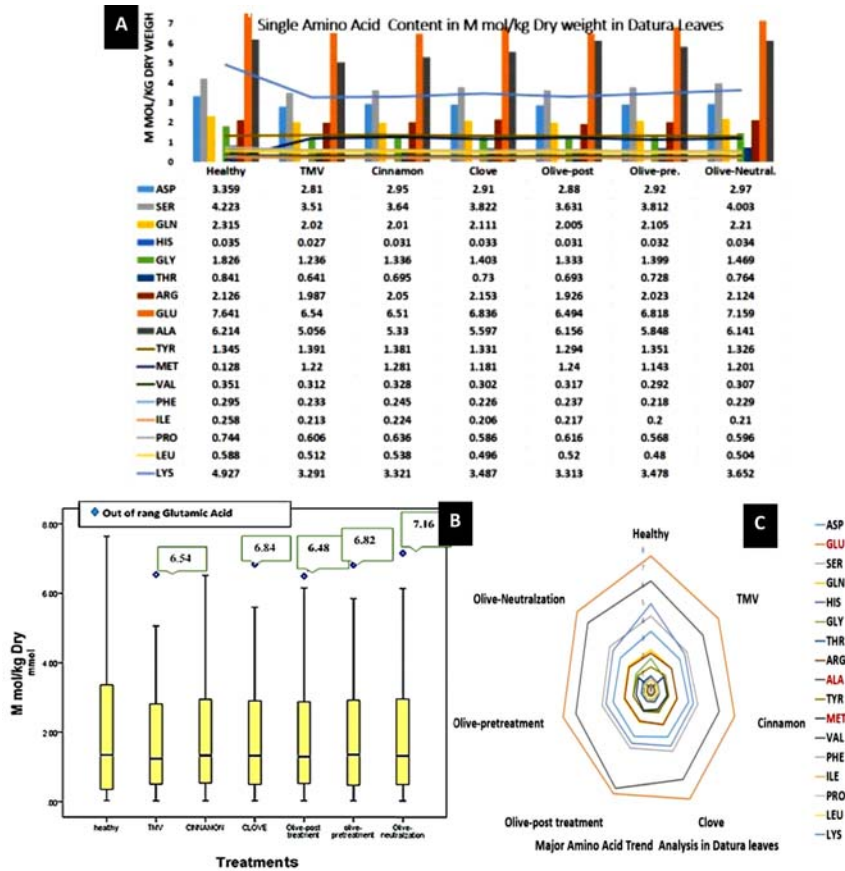 A
Single Amino Acid Content in M mol/kg Dry weight in Datura Leaves
M MOL/KG DRY WEIGH
7
6
5
4
3
2
1
0
Healthy TMV Cinnamon Clove Olive-post Olive-pre. Olive-Neutral.
ASP 3.359 2.81 2.95 2.91 2.88 2.92 2.97
SER 4.223 3.51 3.64 3.822 3.631 3.812 4.003
GLN 2.315 2.02 2.01 2.111 2.005 2.105 2.21
HIS 0.035 0.027 0.031 0.033 0.031 0.032 0.034
GLY 1.826 1.236 1.336 1.403 1.333 1.399 1.469
THR 0.841 0.641 0.695 0.73 0.693 0.728 0.764
ARG 2.126 1.987 2.05 2.153 1.926 2.023 2.124
GLU 7.641 6.54 6.51 6.836 6.494 6.818 7.159
ALA 6.214 5.056 5.33 5.597 6.156 5.848 6.141
TYR 1.345 1.391 1.381 1.331 1.294 1.351 1.326
MET 0.128 1.22 1.281 1.181 1.24 1.143 1.201
VAL 0.351 0.312 0.328 0.302 0.317 0.292 0.307
PHE 0.295 0.233 0.245 0.226 0.237 0.218 0.229
ILE 0.258 0.213 0.224 0.206 0.217 0.2 0.21
PRO 0.744 0.606 0.636 0.586 0.616 0.568 0.596
LEU 0.588 0.512 0.538 0.496 0.52 0.48 0.504
LYS 4.927 3.291 3.321 3.487 3.313 3.478 3.652
B
Out of rang Glutamic Acid
8.00
6.00
4.00
2.00
.00
M mol/kg Dry
mmol
6.54
6.84
6.48
6.82
7.16
heathy TMV CINNAMON CLOVE Olive-post treatment olive-pretreatment Olive-neutralzation
Treatments
C
Healthy
TMV
Cinnamon
Clove
Olive-post treatment
Olive-pretreatment
Olive-Neutralzation
Major Amino Acid Trend Analysis in Datura leaves
ASP
GLU
SER
GLN
HIS
GLY
THR
ARG
ALA
TYR
MET
VAL
PHE
ILE
PRO
LEU
LYS